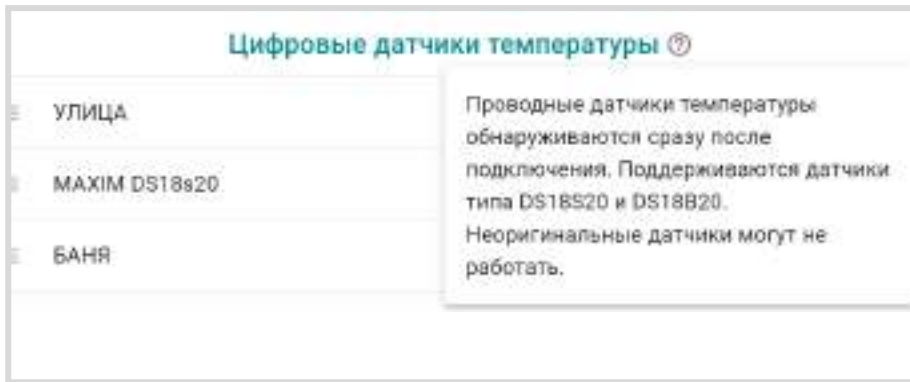 Цифровые датчики температуры ?
УЛИЦА
MAXIM DS18s20
БАНЯ
Проводные датчики температуры
обнаруживаются сразу после
подключения. Поддерживаются датчики
типа DS18S20 и DS18B20.
Неоригинальные датчики могут не
работать.